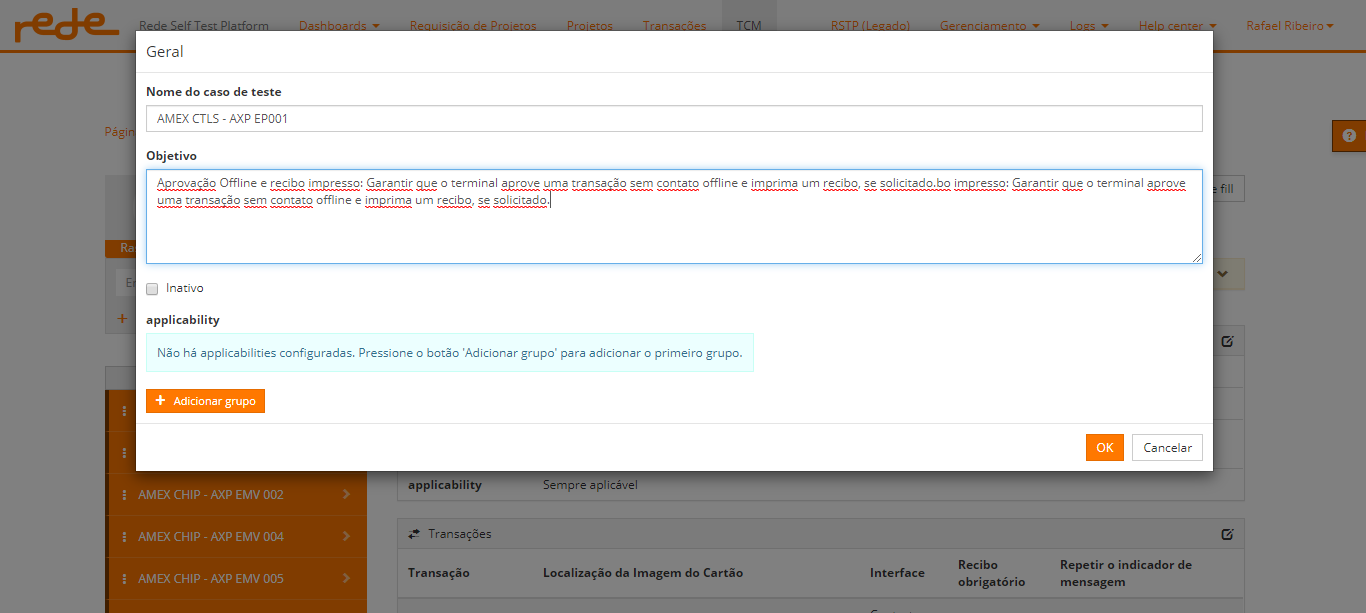 rede Rede Self Test Platform Dashboards Requisição de Projetos Projetos Transações TCM RSTP (Legado) Gerenciamento Logs Help center Rafael Ribeiro
Geral
Nome do caso de teste
AMEX CTLS - AXP EP001
Objetivo
Aprovação Offline e recibo impresso: Garantir que o terminal aprove uma transação sem contato offline e imprima um recibo, se solicitado.bo impresso: Garantir que o terminal aprove
uma transação sem contato offline e imprima um recibo, se solicitado.
Inativo
applicability
Não há applicabilities configuradas. Pressione o botão 'Adicionar grupo' para adicionar o primeiro grupo.
+ Adicionar grupo
OK Cancelar
Págin
e fill
Ra
En
AMEX CHIP - AXP EMV 002
AMEX CHIP - AXP EMV 004
AMEX CHIP - AXP EMV 005
applicability Sempre aplicável
Transações
Transação Localização da Imagem do Cartão Interface Recibo obrigatório Repetir o indicador de mensagem